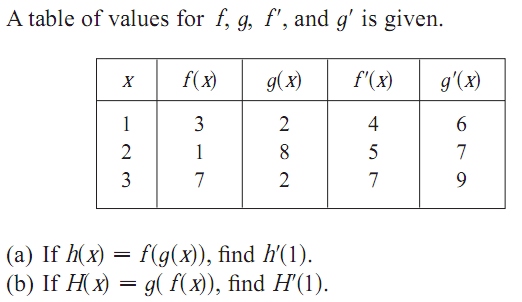 A table of values for f, g, f', and g' is given.
x f(x) g(x) f'(x) g'(x)
1 3 2 4 6
2 1 8 5 7
3 7 2 7 9
(a) If h(x) = f(g(x)), find h'(1).
(b) If H(x) = g( f(x)), find H'(1).